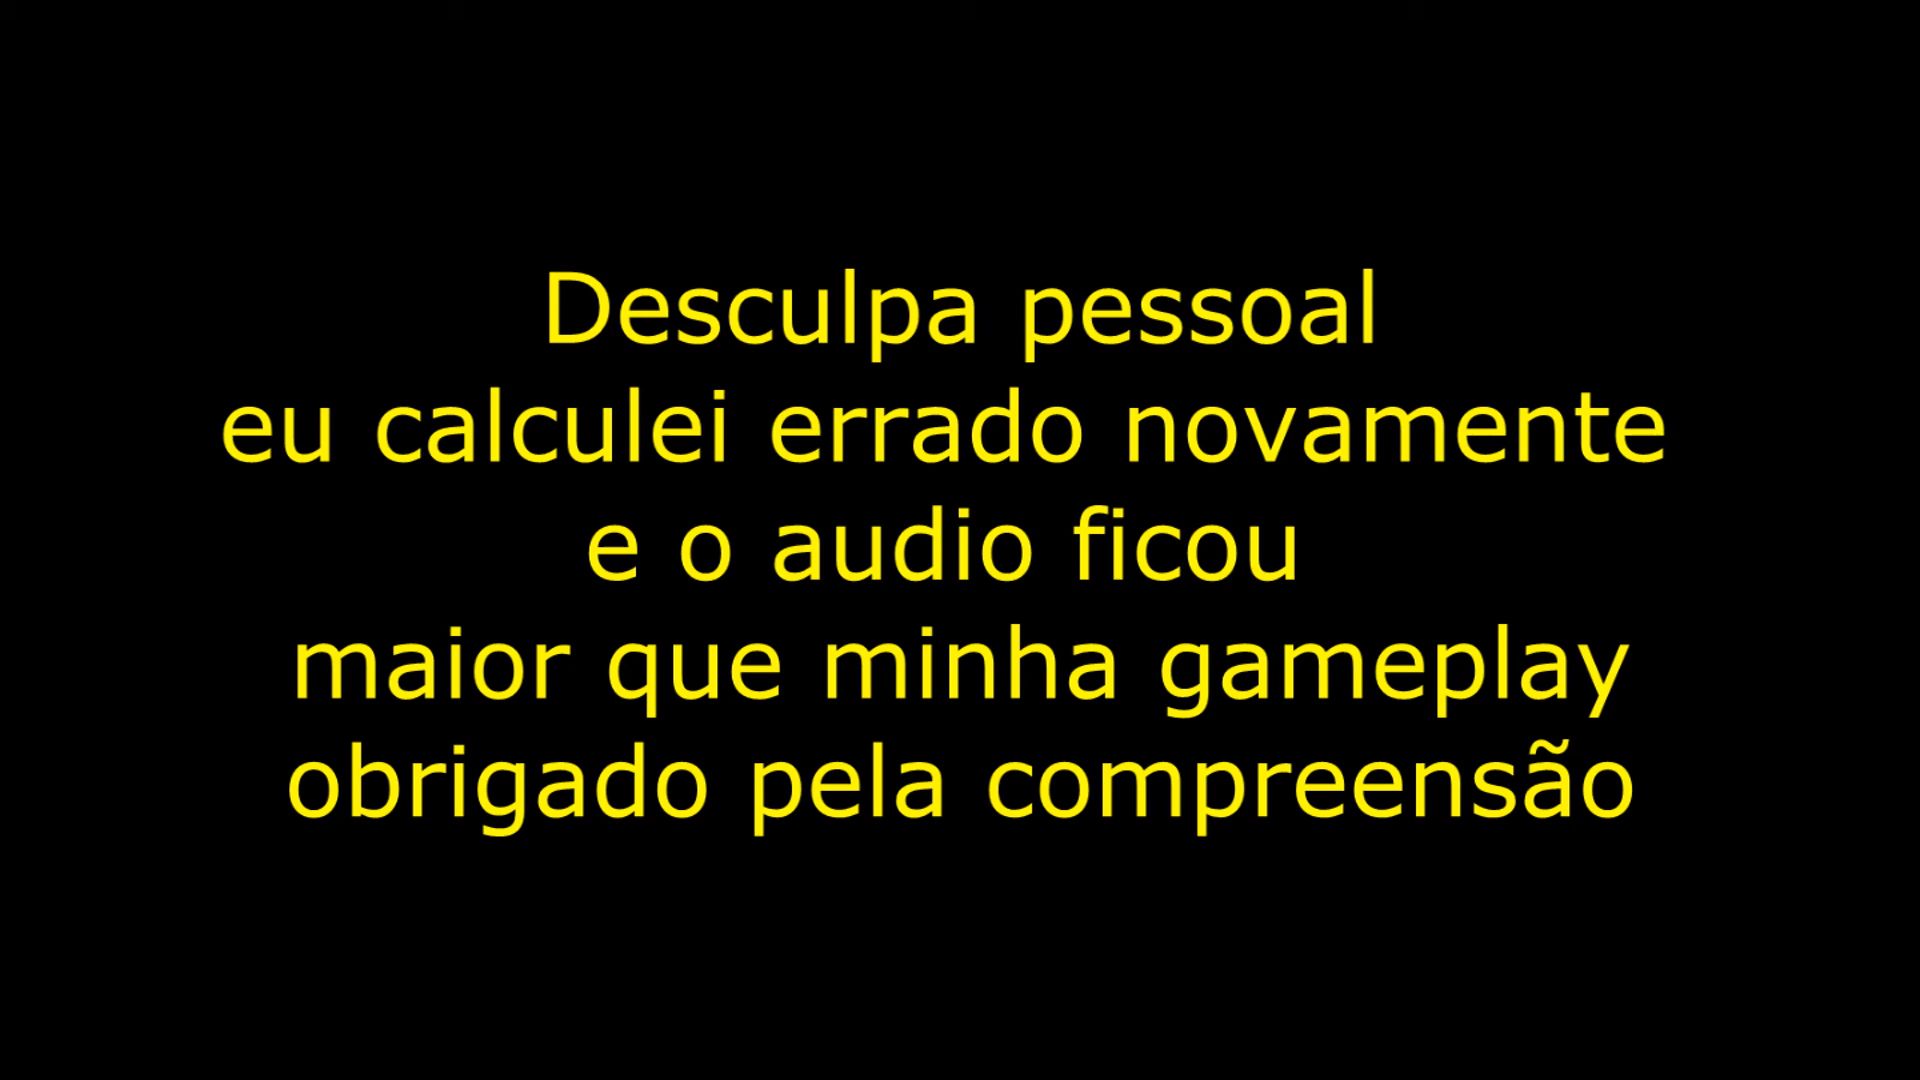 Desculpa pessoal
eu calculei errado novamente
e o audio ficou
maior que minha gameplay
obrigado pela compreensão